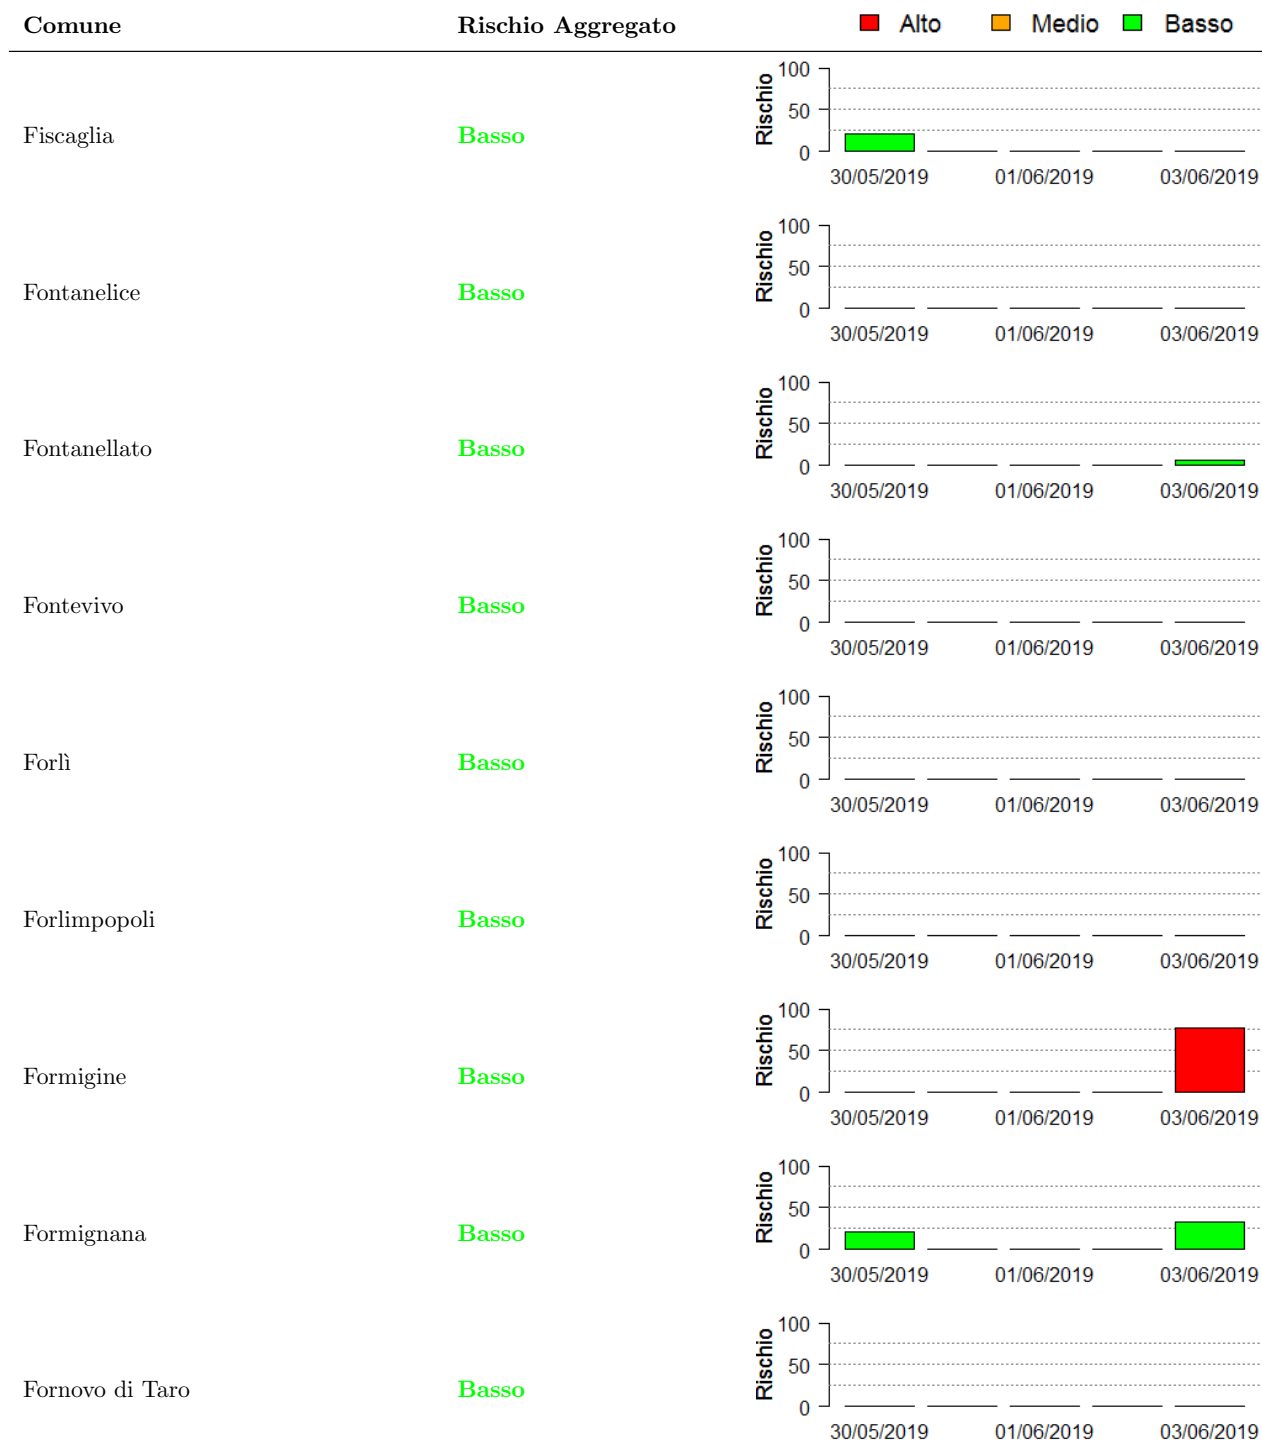 Comune Rischio Aggregato Alto Medio Basso
Fiscaglia Basso
Rischio
100
50
0
30/05/2019 01/06/2019 03/06/2019
Fontanelice Basso
Rischio
100
50
0
30/05/2019 01/06/2019 03/06/2019
Fontanellato Basso
Rischio
100
50
0
30/05/2019 01/06/2019 03/06/2019
Fontevivo Basso
Rischio
100
50
0
30/05/2019 01/06/2019 03/06/2019
Forlì Basso
Rischio
100
50
0
30/05/2019 01/06/2019 03/06/2019
Forlimpopoli Basso
Rischio
100
50
0
30/05/2019 01/06/2019 03/06/2019
Formigine Basso
Rischio
100
50
0
30/05/2019 01/06/2019 03/06/2019
Formignana Basso
Rischio
100
50
0
30/05/2019 01/06/2019 03/06/2019
Fornovo di Taro Basso
Rischio
100
50
0
30/05/2019 01/06/2019 03/06/2019